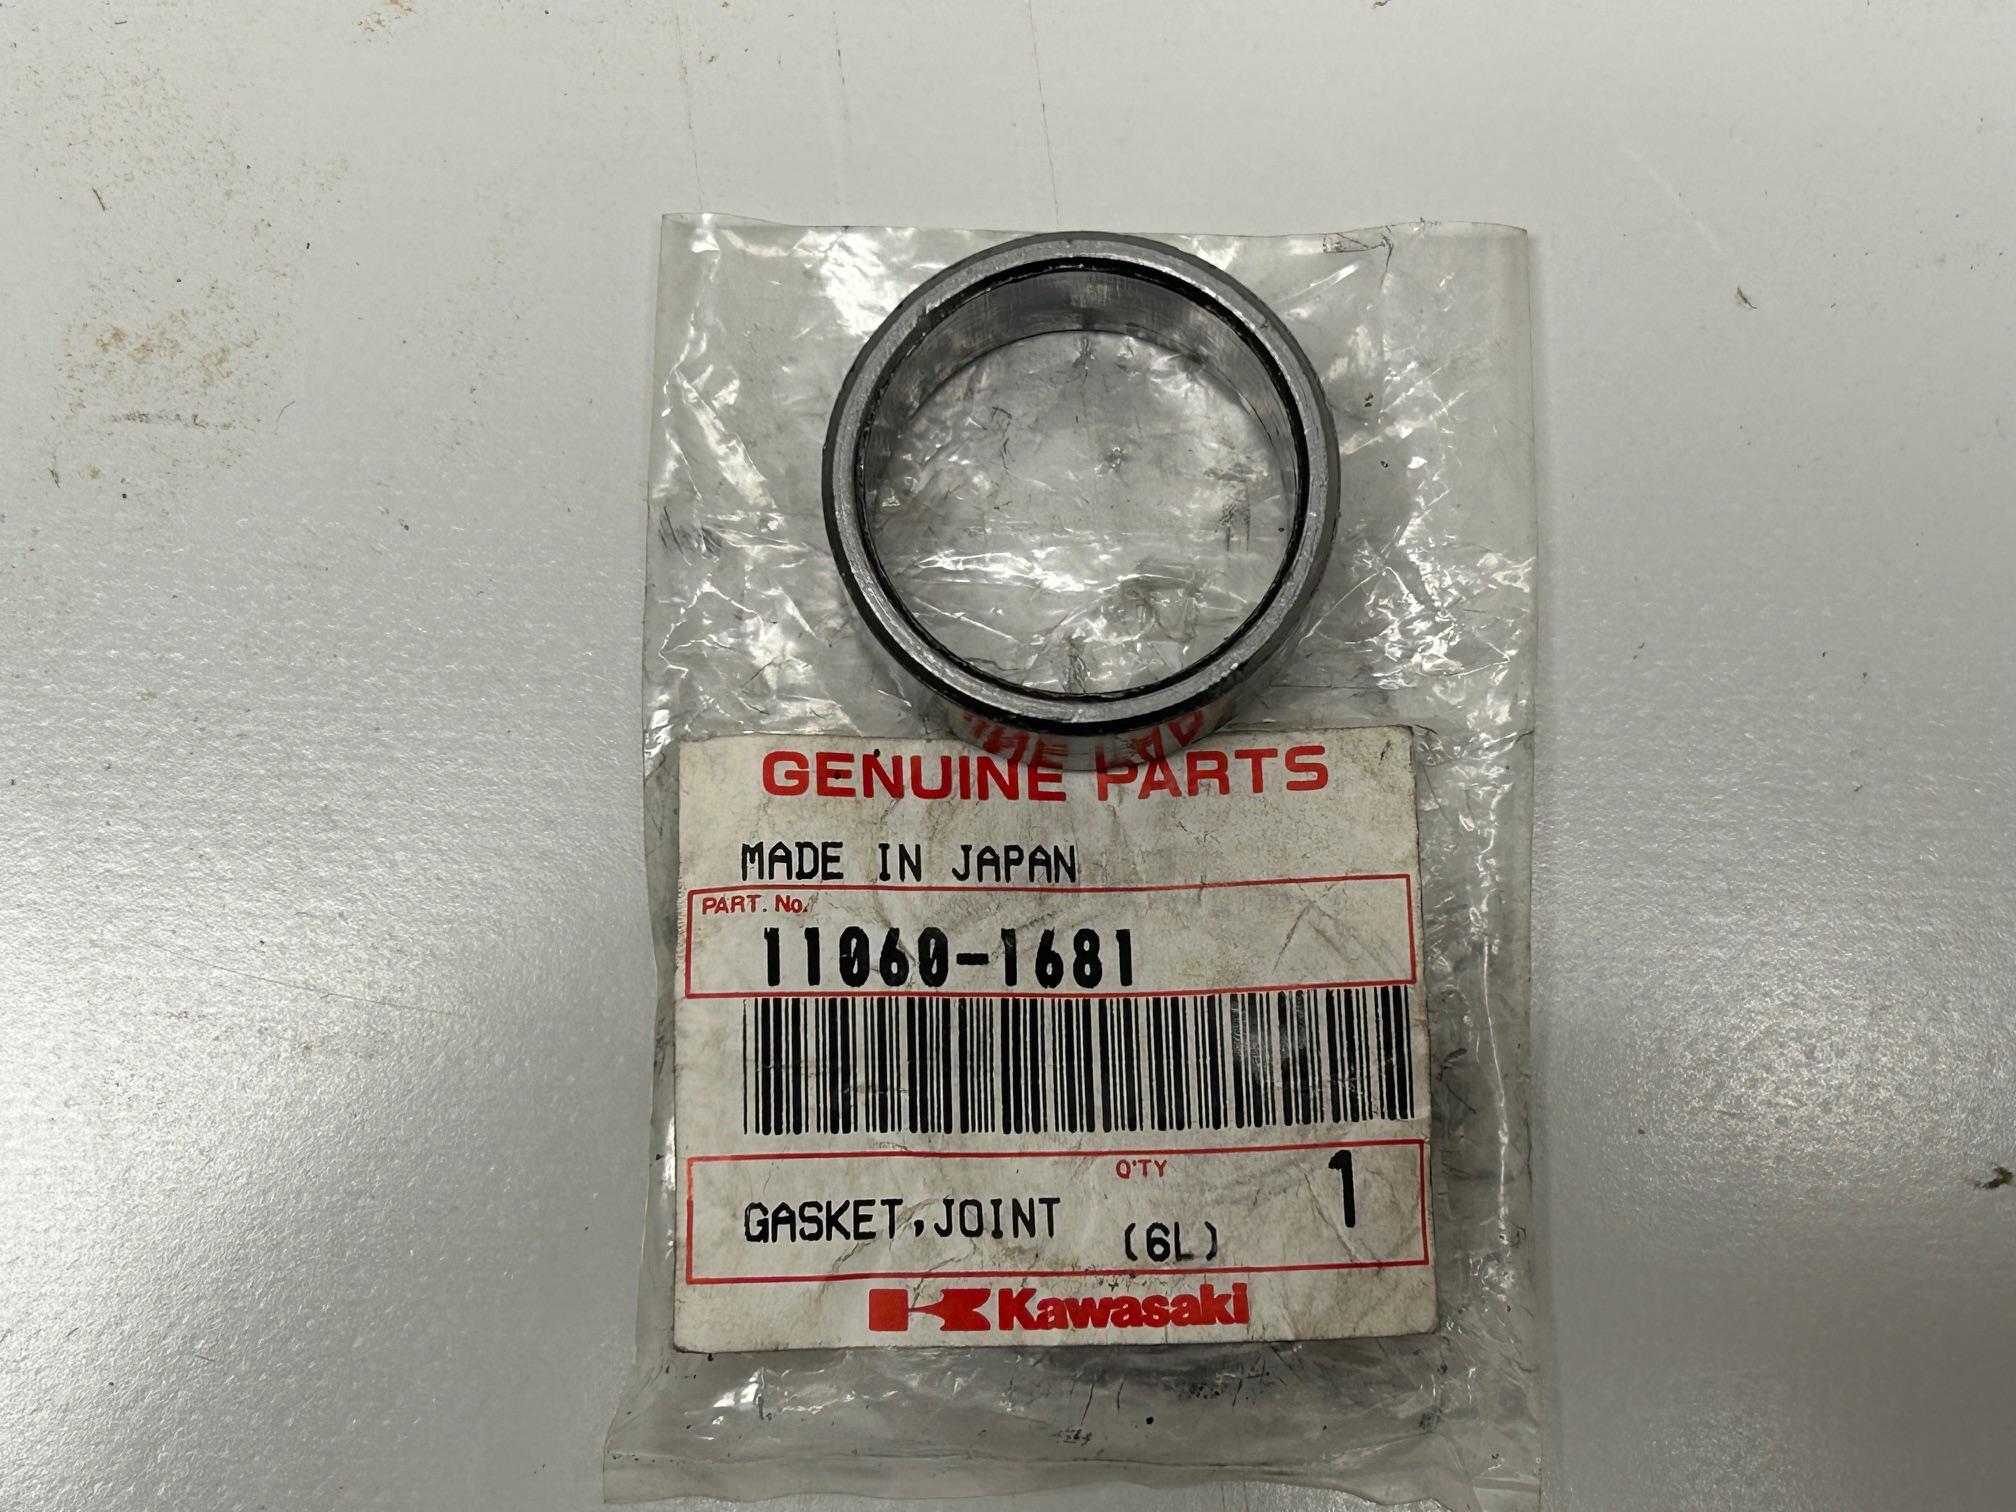 GENUINE PARTS
MADE IN JAPAN
PART. No.
11060-1681
Q'TY
GASKET,JOINT (6L) 1
Kawasaki